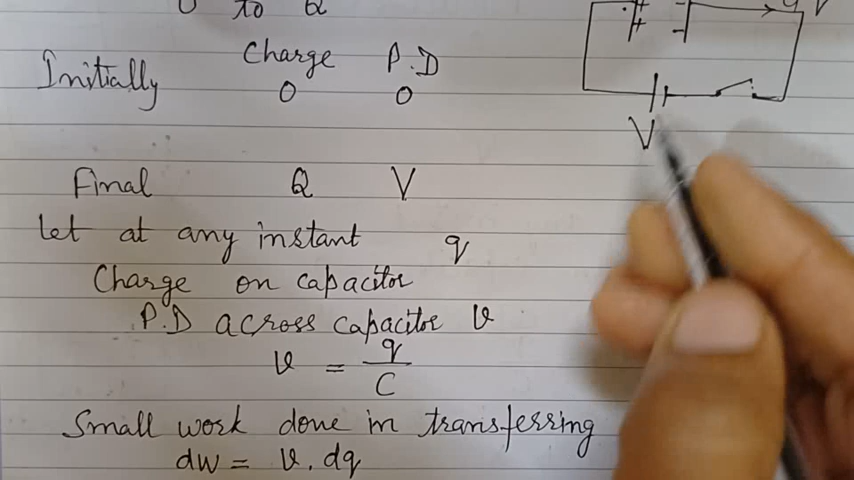 0 to Q
q V
+ -
+ -
Charge P.D
Initially 0 0
V
Final Q V
let at any instant q
Charge on capacitor
P.D across capacitor v
v = q
C
Small work done in transferring
dw = v. dq